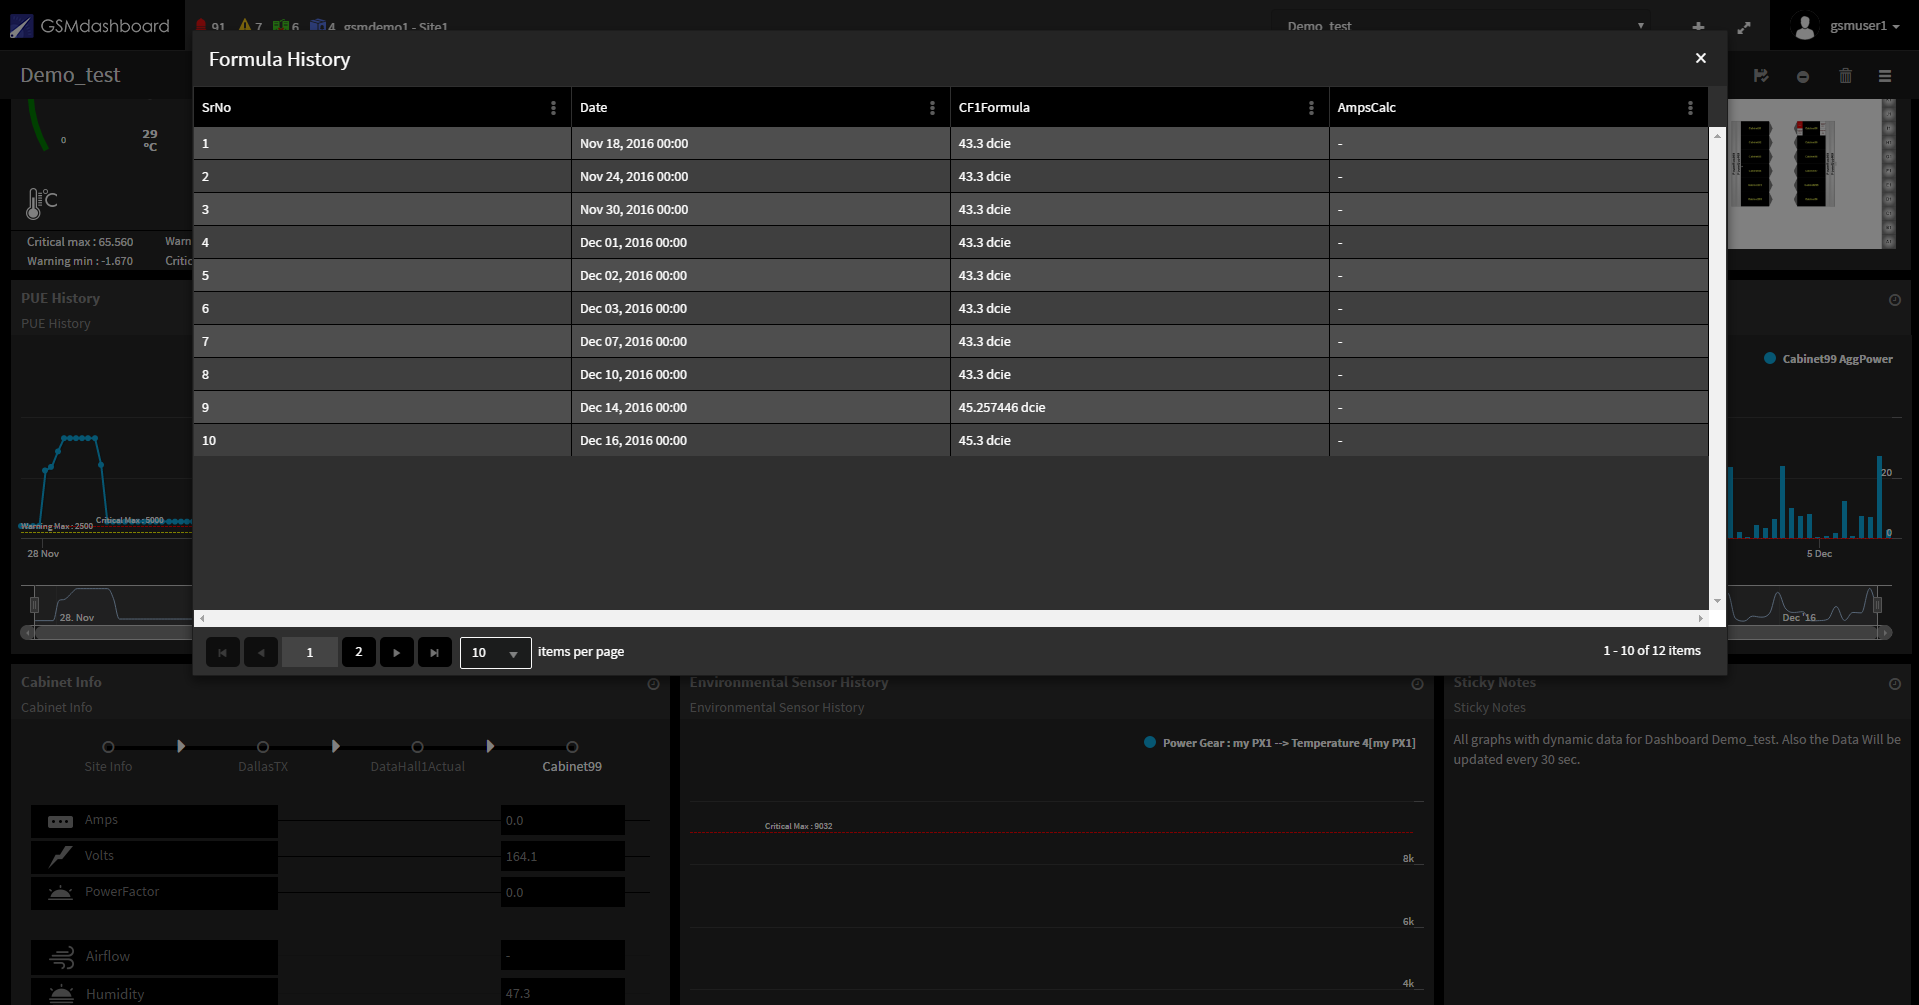 GSMdashboard
91 7 6 4 gsmdemo1 - Site1
Demo_test
gsmuser1
Demo_test
Formula History
×
SrNo Date CF1Formula AmpsCalc
1 Nov 18, 2016 00:00 43.3 dcie -
2 Nov 24, 2016 00:00 43.3 dcie -
3 Nov 30, 2016 00:00 43.3 dcie -
4 Dec 01, 2016 00:00 43.3 dcie -
5 Dec 02, 2016 00:00 43.3 dcie -
6 Dec 03, 2016 00:00 43.3 dcie -
7 Dec 07, 2016 00:00 43.3 dcie -
8 Dec 10, 2016 00:00 43.3 dcie -
9 Dec 14, 2016 00:00 45.257446 dcie -
10 Dec 16, 2016 00:00 45.3 dcie -
1 2 10 items per page
1 - 10 of 12 items
0
29
°C
°C
Critical max : 65.560 Warn
Warning min : -1.670 Critic
PUE History
PUE History
Critical Max : 5000
Warning Max : 2500
28 Nov
28. Nov
Cabinet99 AggPower
20
0
5 Dec
Dec '16
Cabinet Info
Cabinet Info
Site Info DallasTX DataHall1Actual Cabinet99
Amps 0.0
Volts 164.1
PowerFactor 0.0
Airflow -
Humidity 47.3
Environmental Sensor History
Environmental Sensor History
Power Gear : my PX1 --> Temperature 4[my PX1]
Critical Max : 9032
8k
6k
4k
Sticky Notes
Sticky Notes
All graphs with dynamic data for Dashboard Demo_test. Also the Data Will be
updated every 30 sec.